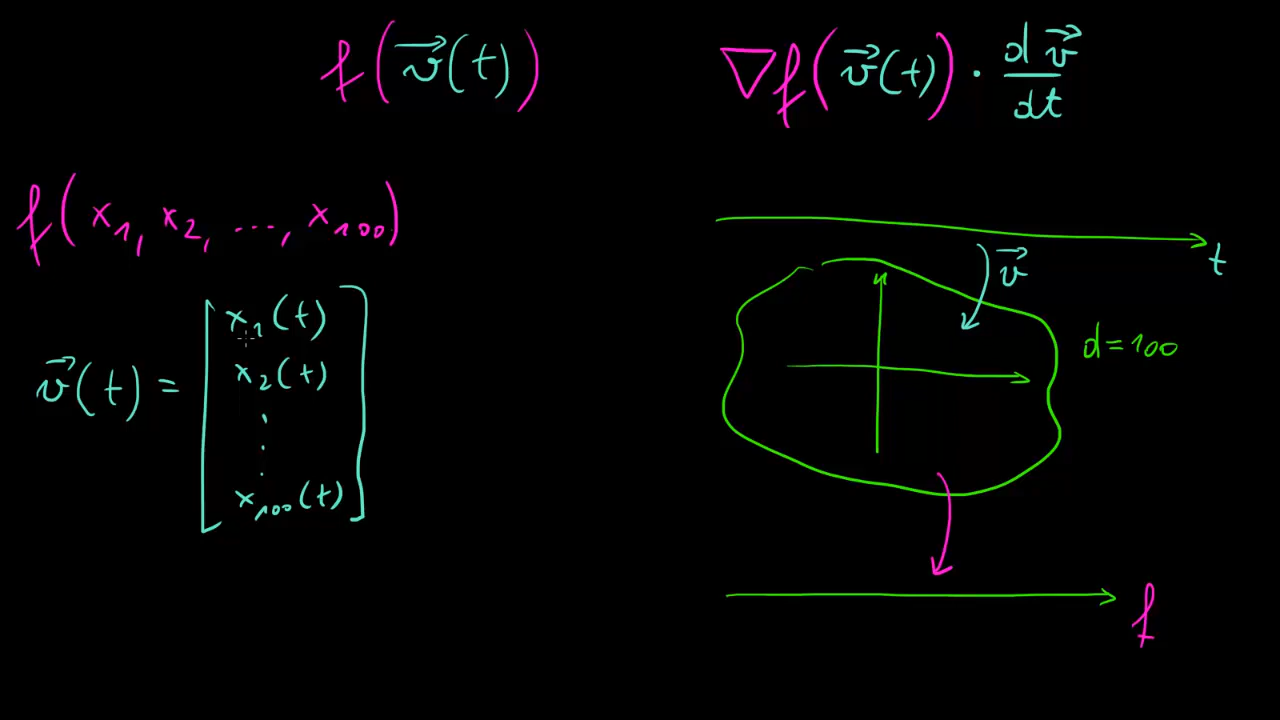 f(v⃗(t))
∇f(v⃗(t)) · dv⃗/dt
f(x₁, x₂, ..., x₁₀₀)
v⃗(t) = [x₁(t)
x₂(t)
⋮
x₁₀₀(t)]
t
v⃗
d=100
f